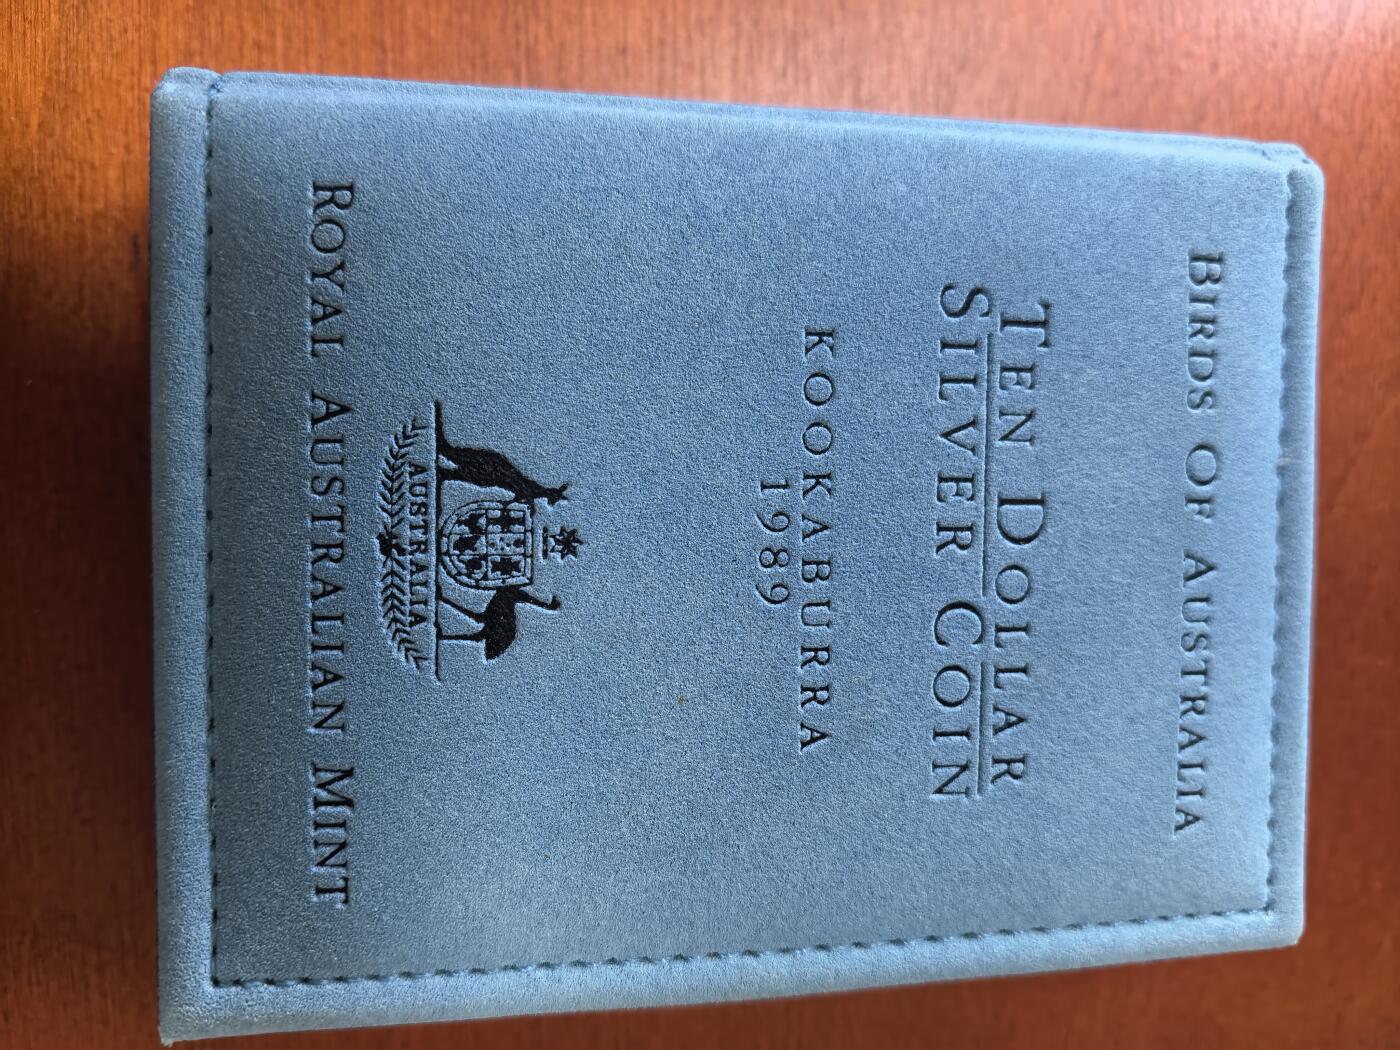 BIRDS OF AUSTRALIA
TEN DOLLAR
SILVER COIN
KOOKABURRA
1989
AUSTRALIA
ROYAL AUSTRALIAN MINT